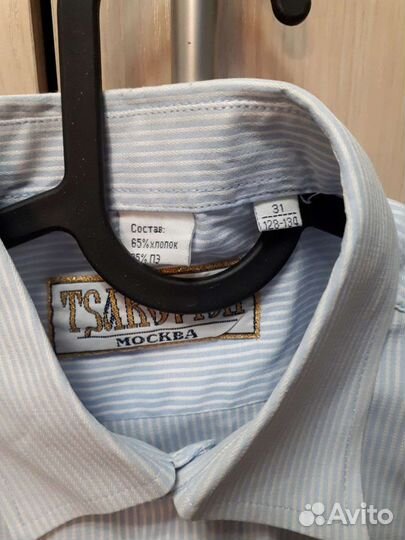 31
128-134
Состав:
65% хлопок
35% ПЭ
МОСКВА
Avito